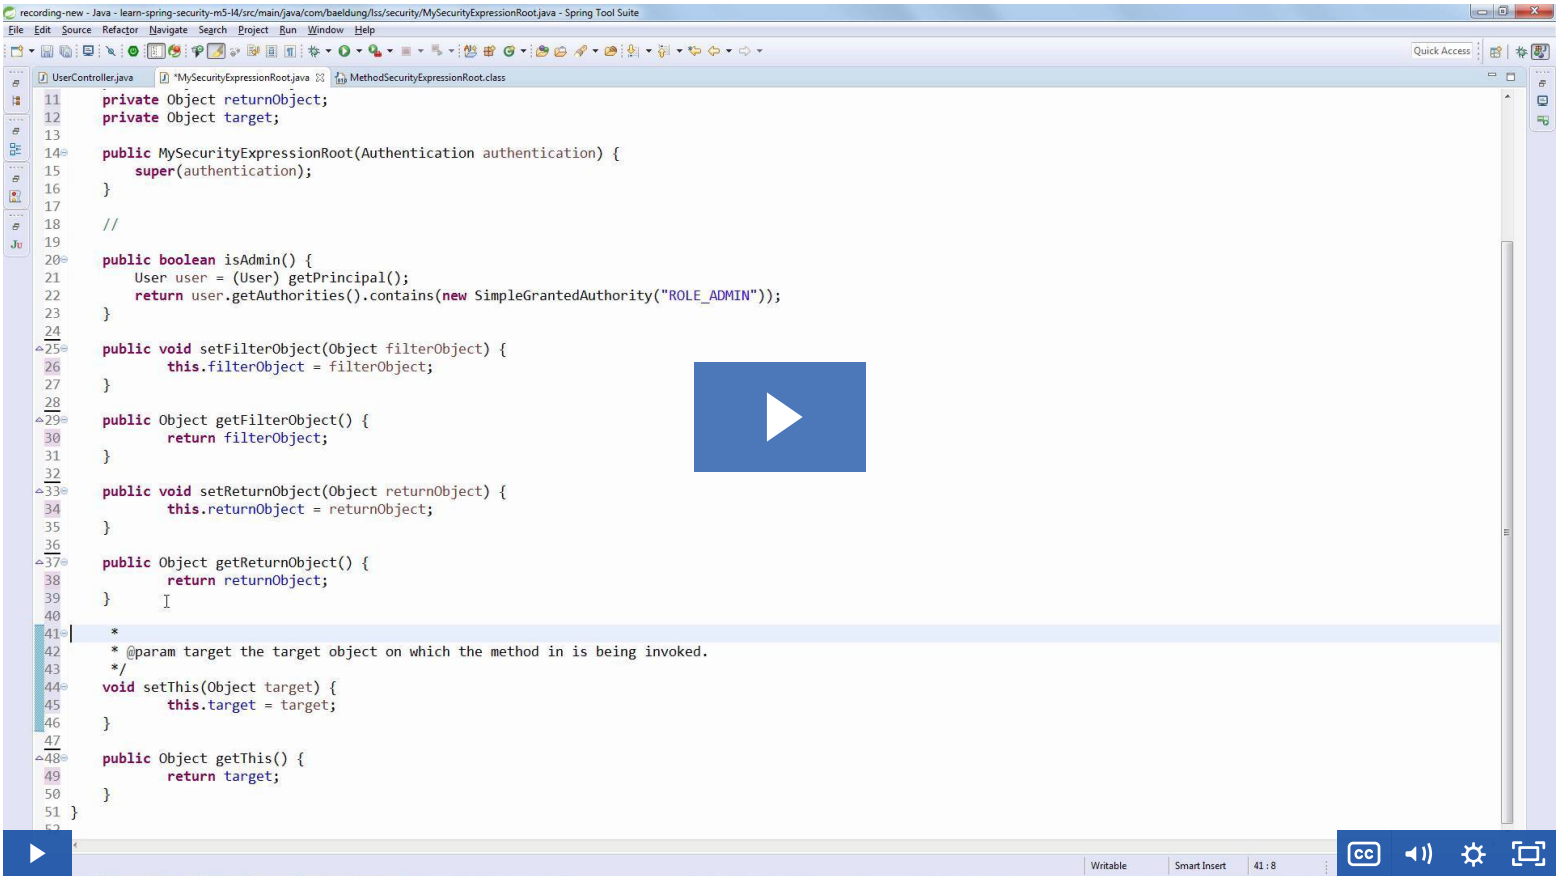 recording-new - Java - learn-spring-security-m5-l4/src/main/java/com/baeldung/lss/security/MySecurityExpressionRoot.java - Spring Tool Suite
File Edit Source Refactor Navigate Search Project Run Window Help
Quick Access
UserController.java *MySecurityExpressionRoot.java MethodSecurityExpressionRoot.class
11 private Object returnObject;
12 private Object target;
13
14 public MySecurityExpressionRoot(Authentication authentication) {
15 super(authentication);
16 }
17
18 //
19
20 public boolean isAdmin() {
21 User user = (User) getPrincipal();
22 return user.getAuthorities().contains(new SimpleGrantedAuthority("ROLE_ADMIN"));
23 }
24
25 public void setFilterObject(Object filterObject) {
26 this.filterObject = filterObject;
27 }
28
29 public Object getFilterObject() {
30 return filterObject;
31 }
32
33 public void setReturnObject(Object returnObject) {
34 this.returnObject = returnObject;
35 }
36
37 public Object getReturnObject() {
38 return returnObject;
39 }
40
41 *
42 * @param target the target object on which the method in is being invoked.
43 */
44 void setThis(Object target) {
45 this.target = target;
46 }
47
48 public Object getThis() {
49 return target;
50 }
51 }
52
Ju
Writable Smart Insert 41 : 8
CC